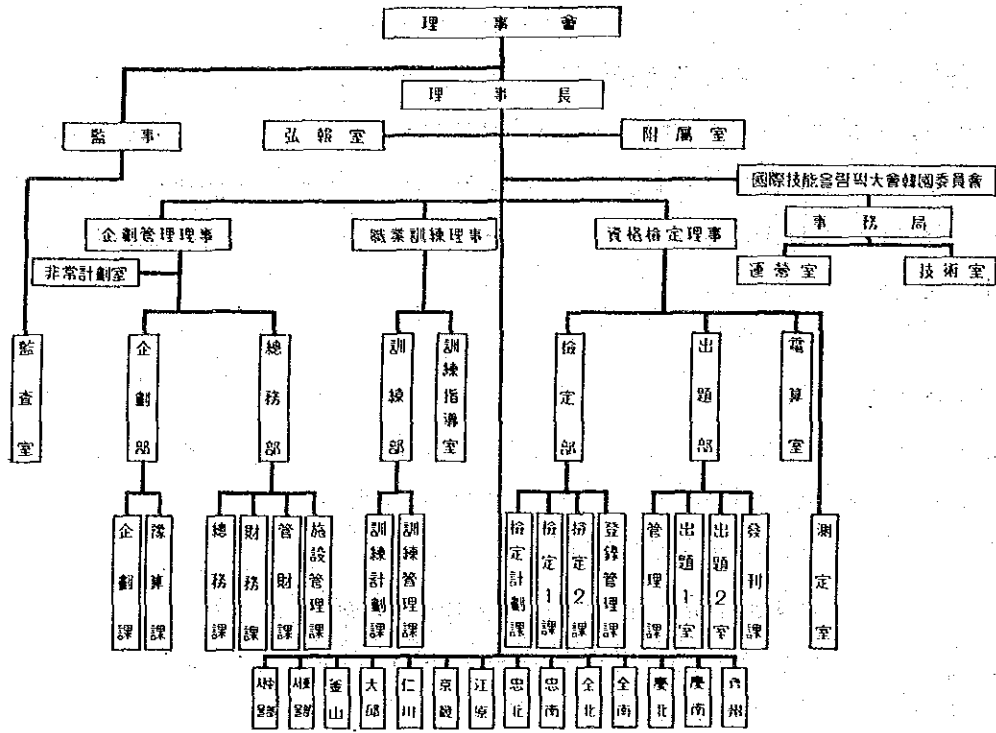 理事會
理事長
監事
弘報室
附屬室
國際技能올림픽大會韓國委員會
事務局
運營室
技術室
企劃管理理事
職業訓練理事
資格檢定理事
非常計劃室
監査室
企劃部
總務部
訓練部
訓練指導室
檢定部
出題部
電算室
企劃課
豫算課
總務課
財務課
管財課
施設管理課
訓練計劃課
訓練管理課
檢定計劃課
檢定1課
檢定2課
登錄管理課
管理課
出題1室
出題2室
發刊課
測定室
釜山
大邱
仁川
京畿
江原
忠北
忠南
全北
全南
慶北
慶南